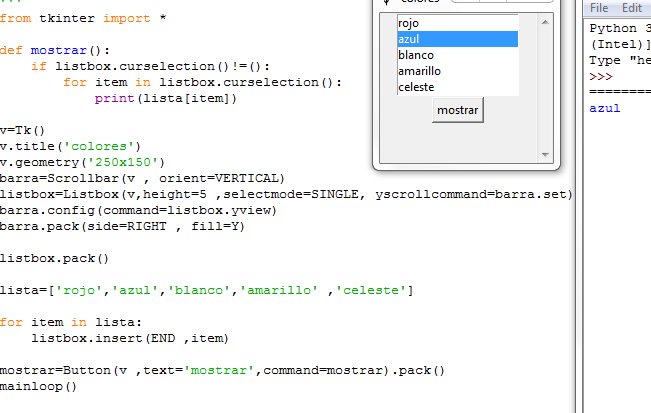 from tkinter import *
def mostrar():
if listbox.curselection()!=():
for item in listbox.curselection():
print(lista[item])
v=Tk()
v.title('colores')
v.geometry('250x150')
barra=Scrollbar(v , orient=VERTICAL)
listbox=Listbox(v,height=5 ,selectmode=SINGLE, yscrollcommand=barra.set)
barra.config(command=listbox.yview)
barra.pack(side=RIGHT , fill=Y)
listbox.pack()
lista=['rojo','azul','blanco','amarillo' ,'celeste']
for item in lista:
listbox.insert(END ,item)
mostrar=Button(v ,text='mostrar',command=mostrar).pack()
mainloop()
colores
rojo
azul
blanco
amarillo
celeste
mostrar
File Edit
Python 3
(Intel)]
Type "he
>>>
=========
azul